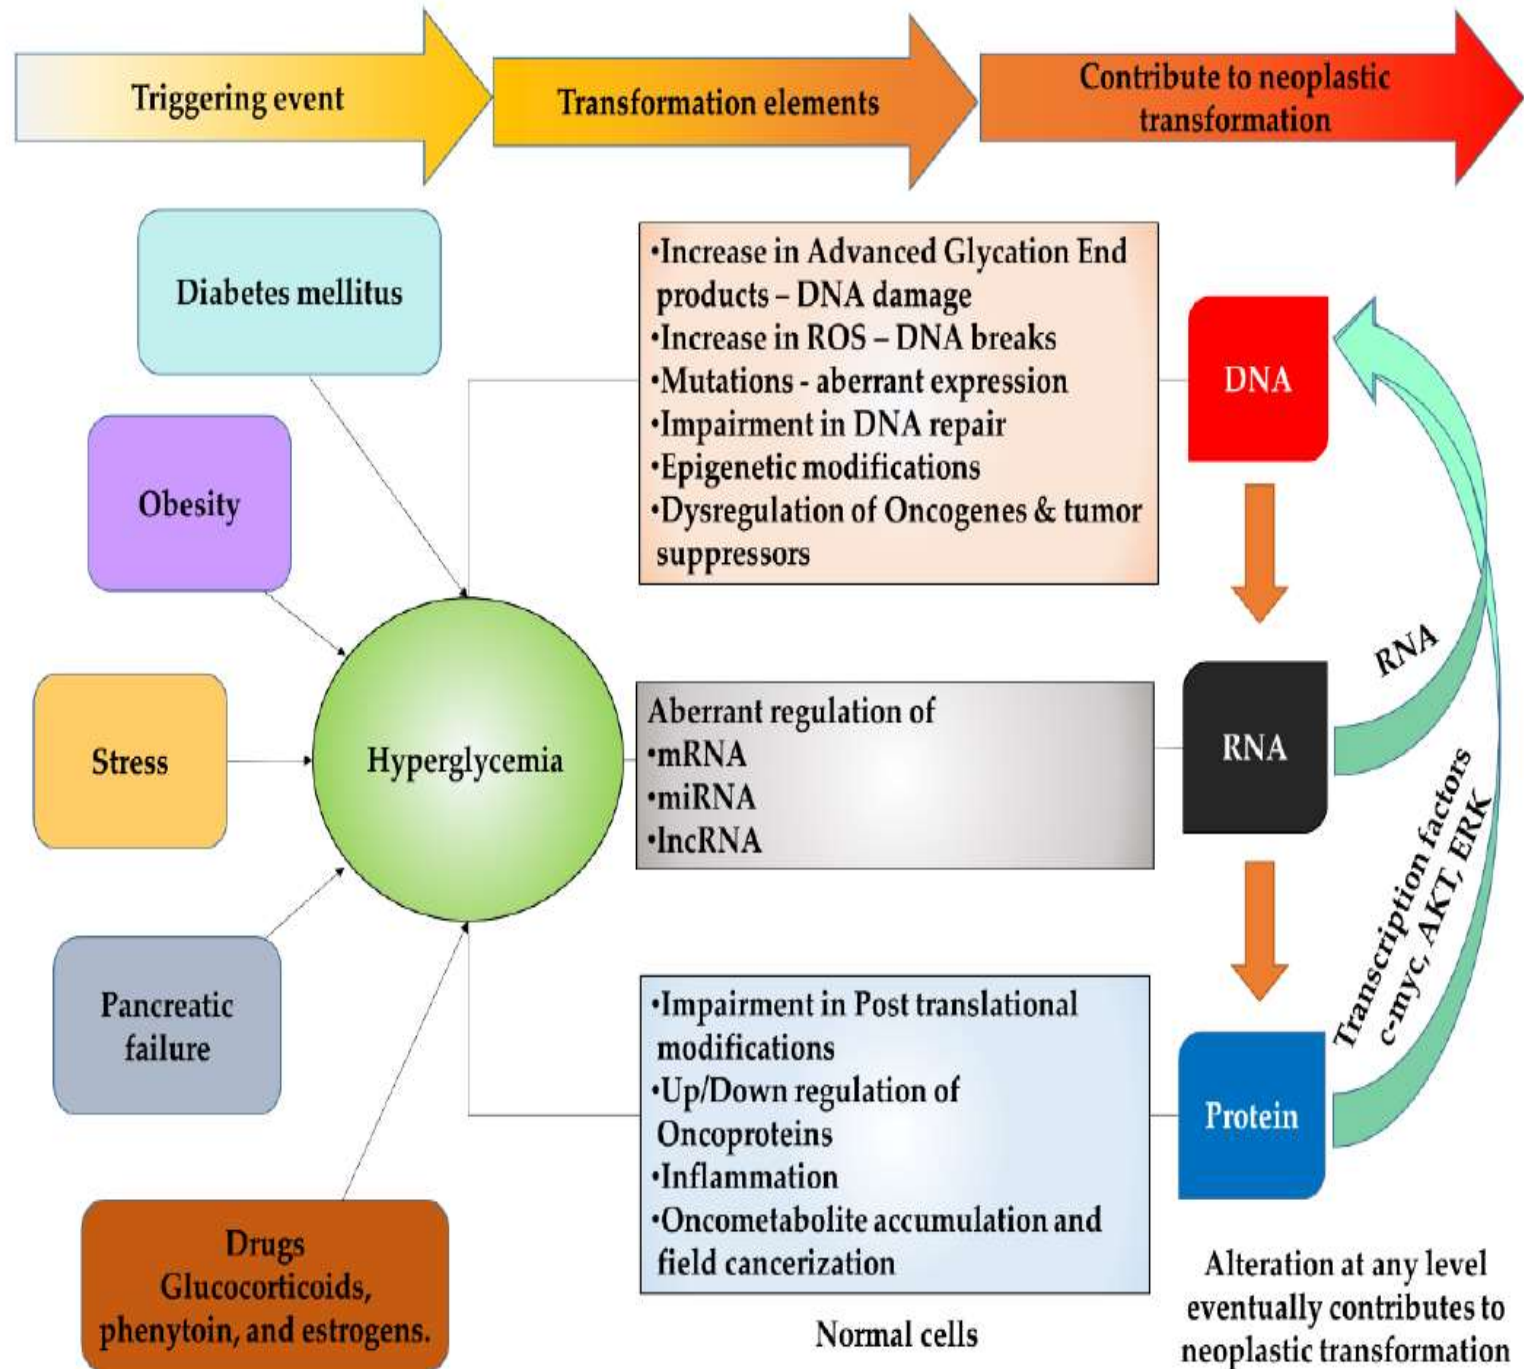 Triggering event
Transformation elements
Contribute to neoplastic
transformation
Diabetes mellitus
Obesity
Stress
Pancreatic
failure
Drugs
Glucocorticoids,
phenytoin, and estrogens.
Hyperglycemia
•Increase in Advanced Glycation End
products – DNA damage
•Increase in ROS – DNA breaks
•Mutations - aberrant expression
•Impairment in DNA repair
•Epigenetic modifications
•Dysregulation of Oncogenes & tumor
suppressors
Aberrant regulation of
•mRNA
•miRNA
•lncRNA
•Impairment in Post translational
modifications
•Up/Down regulation of
Oncoproteins
•Inflammation
•Oncometabolite accumulation and
field cancerization
Normal cells
DNA
RNA
Protein
RNA
Transcription factors
c-myc, AKT, ERK
Alteration at any level
eventually contributes to
neoplastic transformation